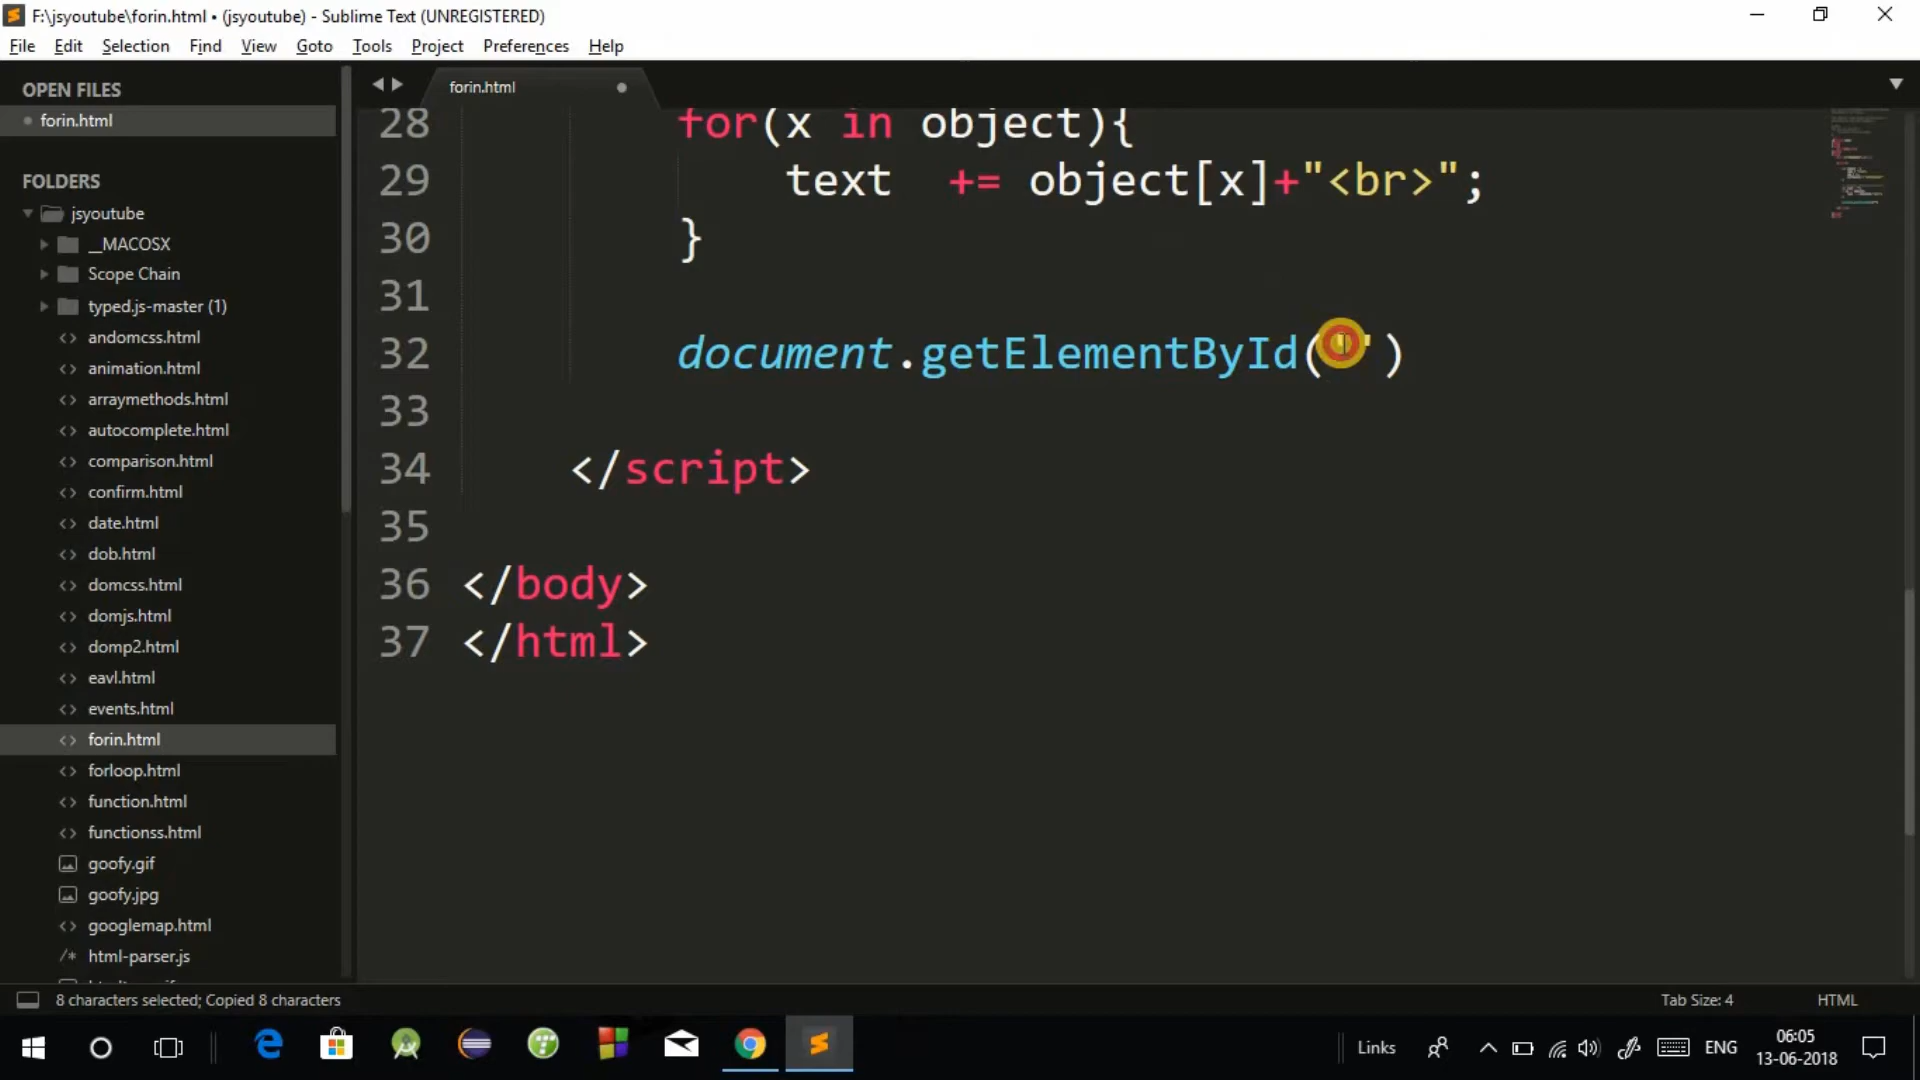 F:\jsyoutube\forin.html • (jsyoutube) - Sublime Text (UNREGISTERED)
File Edit Selection Find View Goto Tools Project Preferences Help
OPEN FILES
forin.html
FOLDERS
jsyoutube
__MACOSX
Scope Chain
typed.js-master (1)
andomcss.html
animation.html
arraymethods.html
autocomplete.html
comparison.html
confirm.html
date.html
dob.html
domcss.html
domjs.html
domp2.html
eavl.html
events.html
forin.html
forloop.html
function.html
functionss.html
goofy.gif
goofy.jpg
googlemap.html
/* html-parser.js
forin.html
28 for(x in object){
29 text += object[x]+"<br>";
30 }
31
32 document.getElementById('')
33
34 </script>
35
36 </body>
37 </html>
8 characters selected; Copied 8 characters
Tab Size: 4 HTML
Links ENG 06:05
13-06-2018